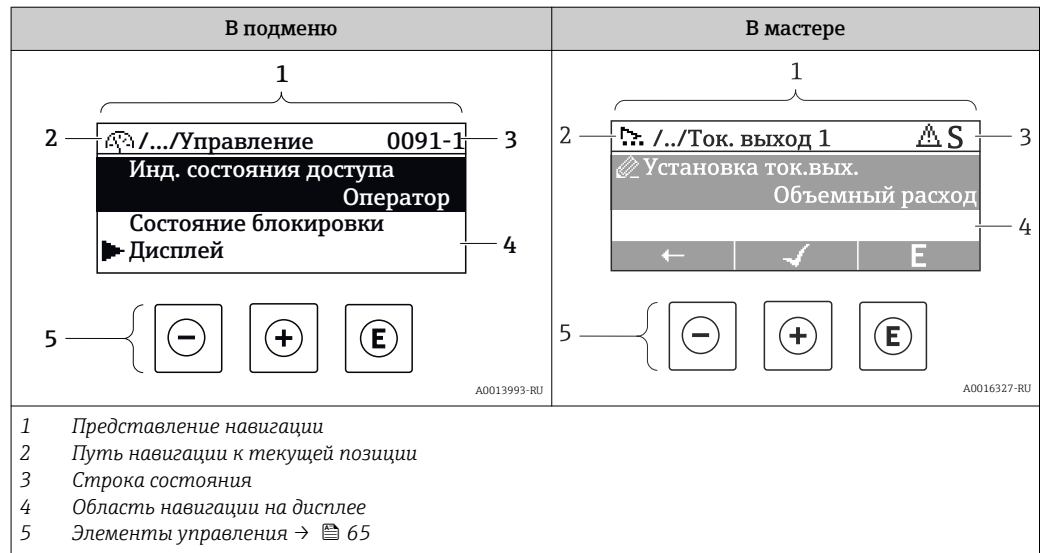 В подменю
В мастере
1
2
/.../Управление 0091-1
3
Инд. состояния доступа
Оператор
Состояние блокировки
Дисплей
4
5
- + E
A0013993-RU
1
2
/../Ток. выход 1 S
3
Установка ток.вых.
Объемный расход
4
← ✓ E
5
- + E
A0016327-RU
1 Представление навигации
2 Путь навигации к текущей позиции
3 Строка состояния
4 Область навигации на дисплее
5 Элементы управления → 65